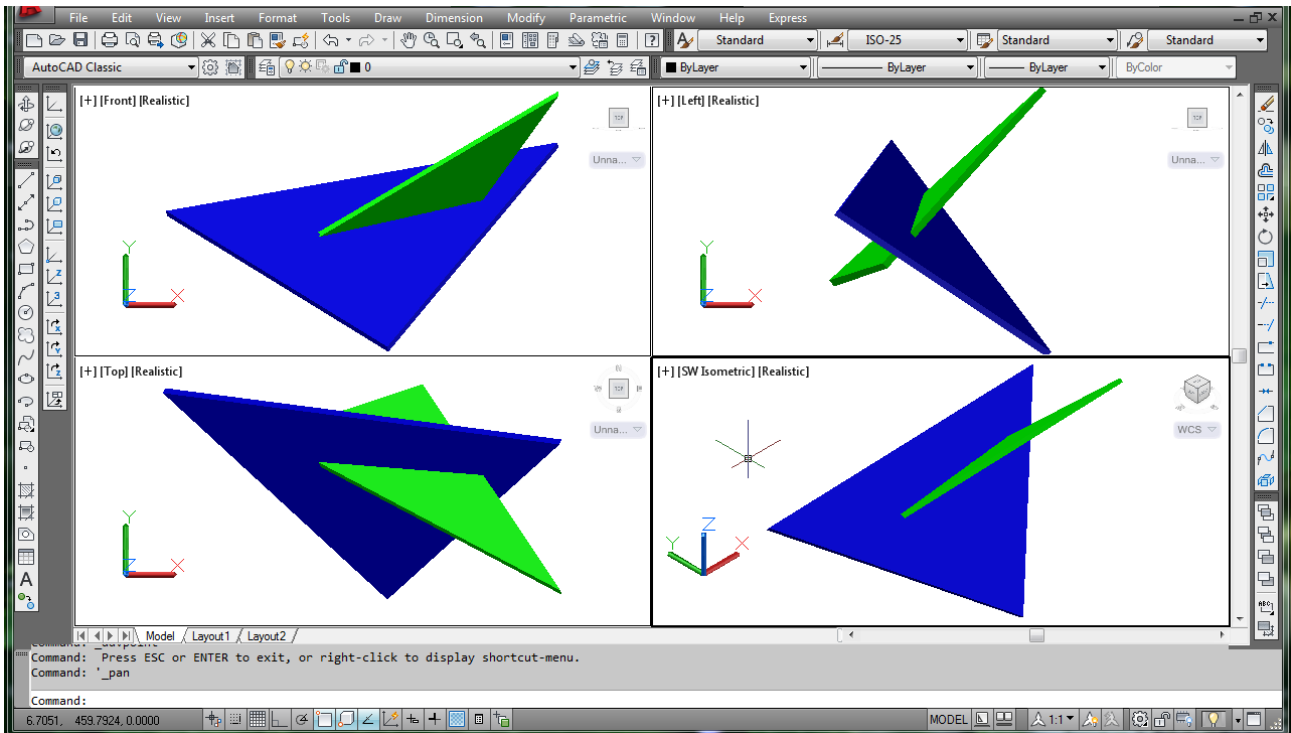 File Edit View Insert Format Tools Draw Dimension Modify Parametric Window Help Express
Standard ISO-25 Standard Standard
AutoCAD Classic 0 ByLayer ByLayer ByLayer ByColor
[+] [Front] [Realistic]
TOP
Unna...
Y
Z X
[+] [Left] [Realistic]
TOP
Unna...
Y
Z X
[+] [Top] [Realistic]
TOP
Unna...
Y
Z X
[+] [SW Isometric] [Realistic]
WCS
Z
Y X
Model Layout1 Layout2
Command: Press ESC or ENTER to exit, or right-click to display shortcut-menu.
Command: '_pan
Command:
6.7051, 459.7924, 0.0000 MODEL 1:1